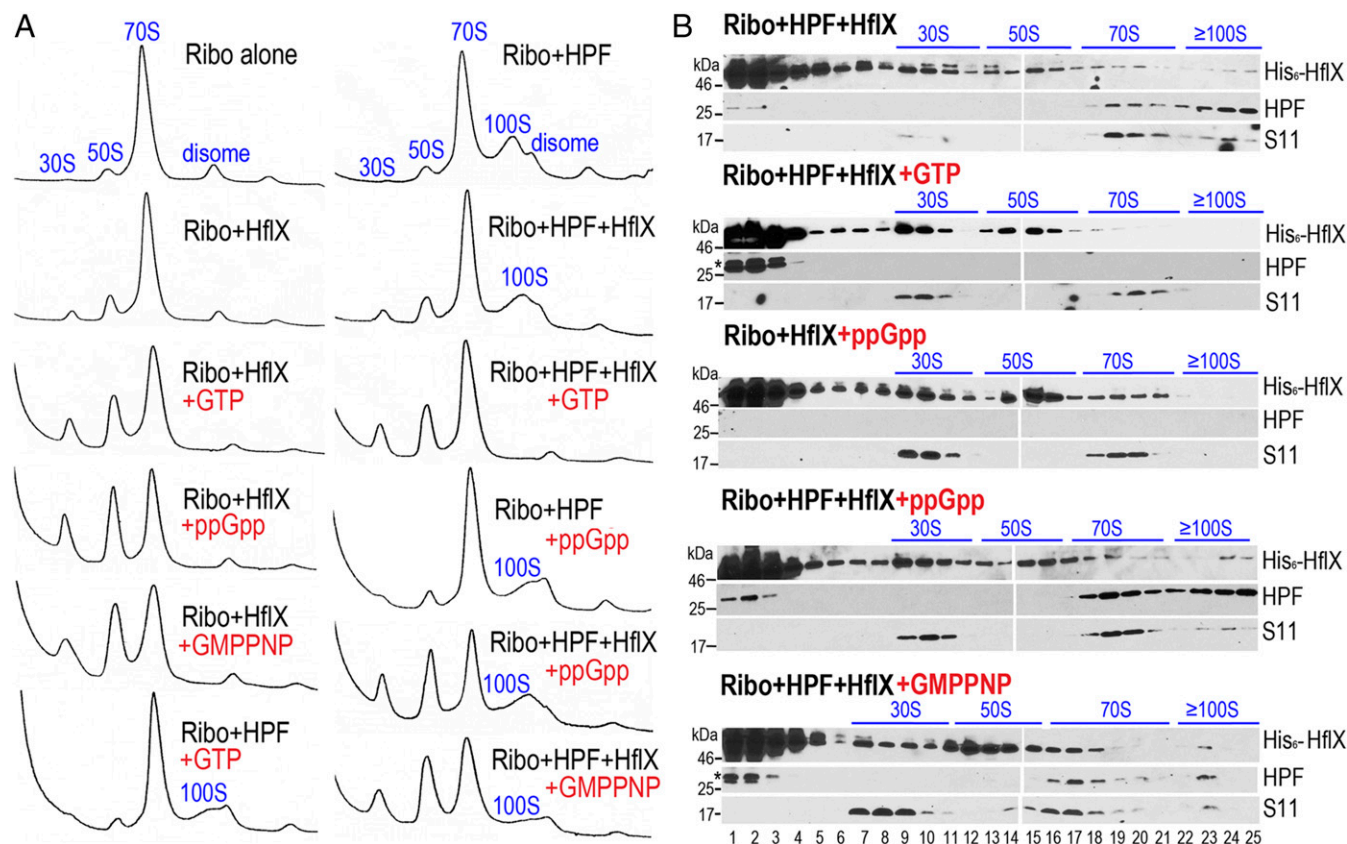 A
70S
Ribo alone
30S
50S
disome
Ribo+HflX
Ribo+HflX
+GTP
Ribo+HflX
+ppGpp
Ribo+HflX
+GMPPNP
Ribo+HPF
+GTP
100S
70S
Ribo+HPF
100S
disome
50S
30S
Ribo+HPF+HflX
100S
Ribo+HPF+HflX
+GTP
Ribo+HPF
+ppGpp
100S
Ribo+HPF+HflX
+ppGpp
100S
Ribo+HPF+HflX
+GMPPNP
100S
B
Ribo+HPF+HflX
30S 50S 70S ≥100S
kDa
46
His₆-HflX
25
HPF
17
S11
Ribo+HPF+HflX+GTP
30S 50S 70S ≥100S
kDa
46
His₆-HflX
*
25
HPF
17
S11
Ribo+HflX+ppGpp
30S 50S 70S ≥100S
kDa
46
His₆-HflX
25
HPF
17
S11
Ribo+HPF+HflX+ppGpp
30S 50S 70S ≥100S
kDa
46
His₆-HflX
25
HPF
17
S11
Ribo+HPF+HflX+GMPPNP
30S 50S 70S ≥100S
kDa
46
His₆-HflX
*
25
HPF
17
S11
1 2 3 4 5 6 7 8 9 10 11 12 13 14 15 16 17 18 19 20 21 22 23 24 25